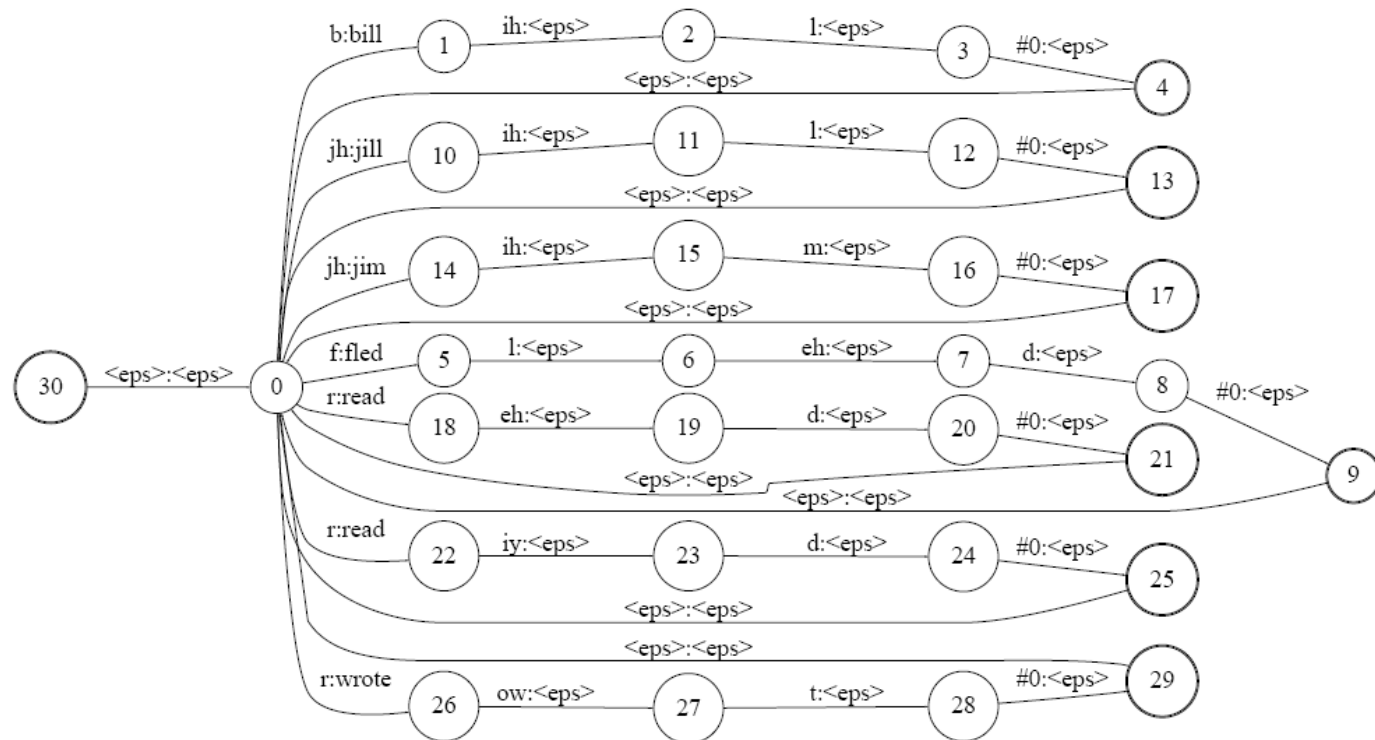 b:bill 1 ih:<eps> 2 l:<eps> 3 #0:<eps> 4
<eps>:<eps>
jh:jill 10 ih:<eps> 11 l:<eps> 12 #0:<eps> 13
<eps>:<eps>
jh:jim 14 ih:<eps> 15 m:<eps> 16 #0:<eps> 17
<eps>:<eps>
30 <eps>:<eps> 0 f:fled 5 l:<eps> 6 eh:<eps> 7 d:<eps> 8 #0:<eps> 9
r:read 18 eh:<eps> 19 d:<eps> 20 #0:<eps> 21
<eps>:<eps>
<eps>:<eps>
r:read 22 iy:<eps> 23 d:<eps> 24 #0:<eps> 25
<eps>:<eps>
<eps>:<eps>
r:wrote 26 ow:<eps> 27 t:<eps> 28 #0:<eps> 29